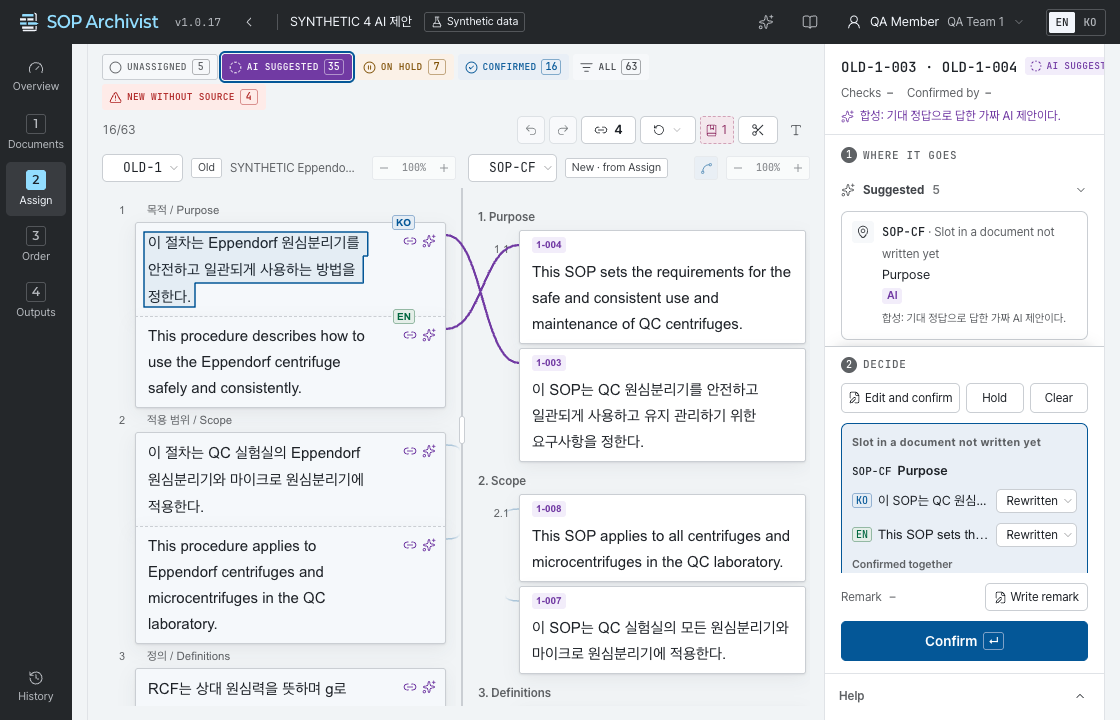 SOP Archivist v1.0.17 SYNTHETIC 4 AI 제안 Synthetic data QA Member QA Team 1 EN KO
Overview
1
Documents
2
Assign
3
Order
4
Outputs
History
UNASSIGNED 5 AI SUGGESTED 35 ON HOLD 7 CONFIRMED 16 ALL 63
NEW WITHOUT SOURCE 4
16/63 4 1
OLD-1 Old SYNTHETIC Eppendo... − 100% + SOP-CF New · from Assign − 100% +
1 목적 / Purpose
KO
이 절차는 Eppendorf 원심분리기를
안전하고 일관되게 사용하는 방법을
정한다.
EN
This procedure describes how to
use the Eppendorf centrifuge
safely and consistently.
2 적용 범위 / Scope
이 절차는 QC 실험실의 Eppendorf
원심분리기와 마이크로 원심분리기에
적용한다.
This procedure applies to
Eppendorf centrifuges and
microcentrifuges in the QC
laboratory.
3 정의 / Definitions
RCF는 상대 원심력을 뜻하며 g로
1. Purpose
1.1
1-004
This SOP sets the requirements for the
safe and consistent use and
maintenance of QC centrifuges.
1-003
이 SOP는 QC 원심분리기를 안전하고
일관되게 사용하고 유지 관리하기 위한
요구사항을 정한다.
2. Scope
2.1
1-008
This SOP applies to all centrifuges and
microcentrifuges in the QC laboratory.
1-007
이 SOP는 QC 실험실의 모든 원심분리기와
마이크로 원심분리기에 적용한다.
3. Definitions
OLD-1-003 · OLD-1-004 AI SUGGEST
Checks – Confirmed by –
합성: 기대 정답으로 답한 가짜 AI 제안이다.
1 WHERE IT GOES
Suggested 5
SOP-CF · Slot in a document not
written yet
Purpose
AI
합성: 기대 정답으로 답한 가짜 AI 제안이다.
2 DECIDE
Edit and confirm Hold Clear
Slot in a document not written yet
SOP-CF Purpose
KO 이 SOP는 QC 원심... Rewritten
EN This SOP sets th... Rewritten
Confirmed together
Remark – Write remark
Confirm
Help